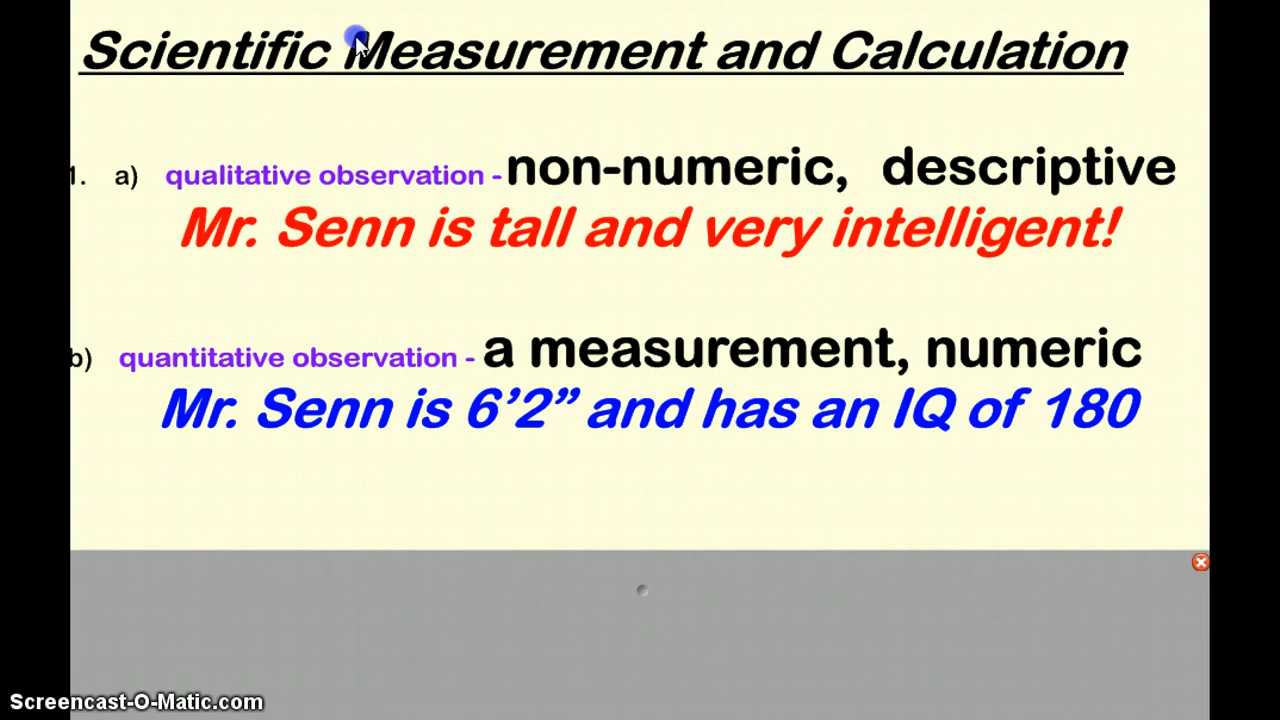 Scientific Measurement and Calculation
1. a) qualitative observation - non-numeric, descriptive
Mr. Senn is tall and very intelligent!
b) quantitative observation - a measurement, numeric
Mr. Senn is 6’2” and has an IQ of 180
Screencast-O-Matic.com